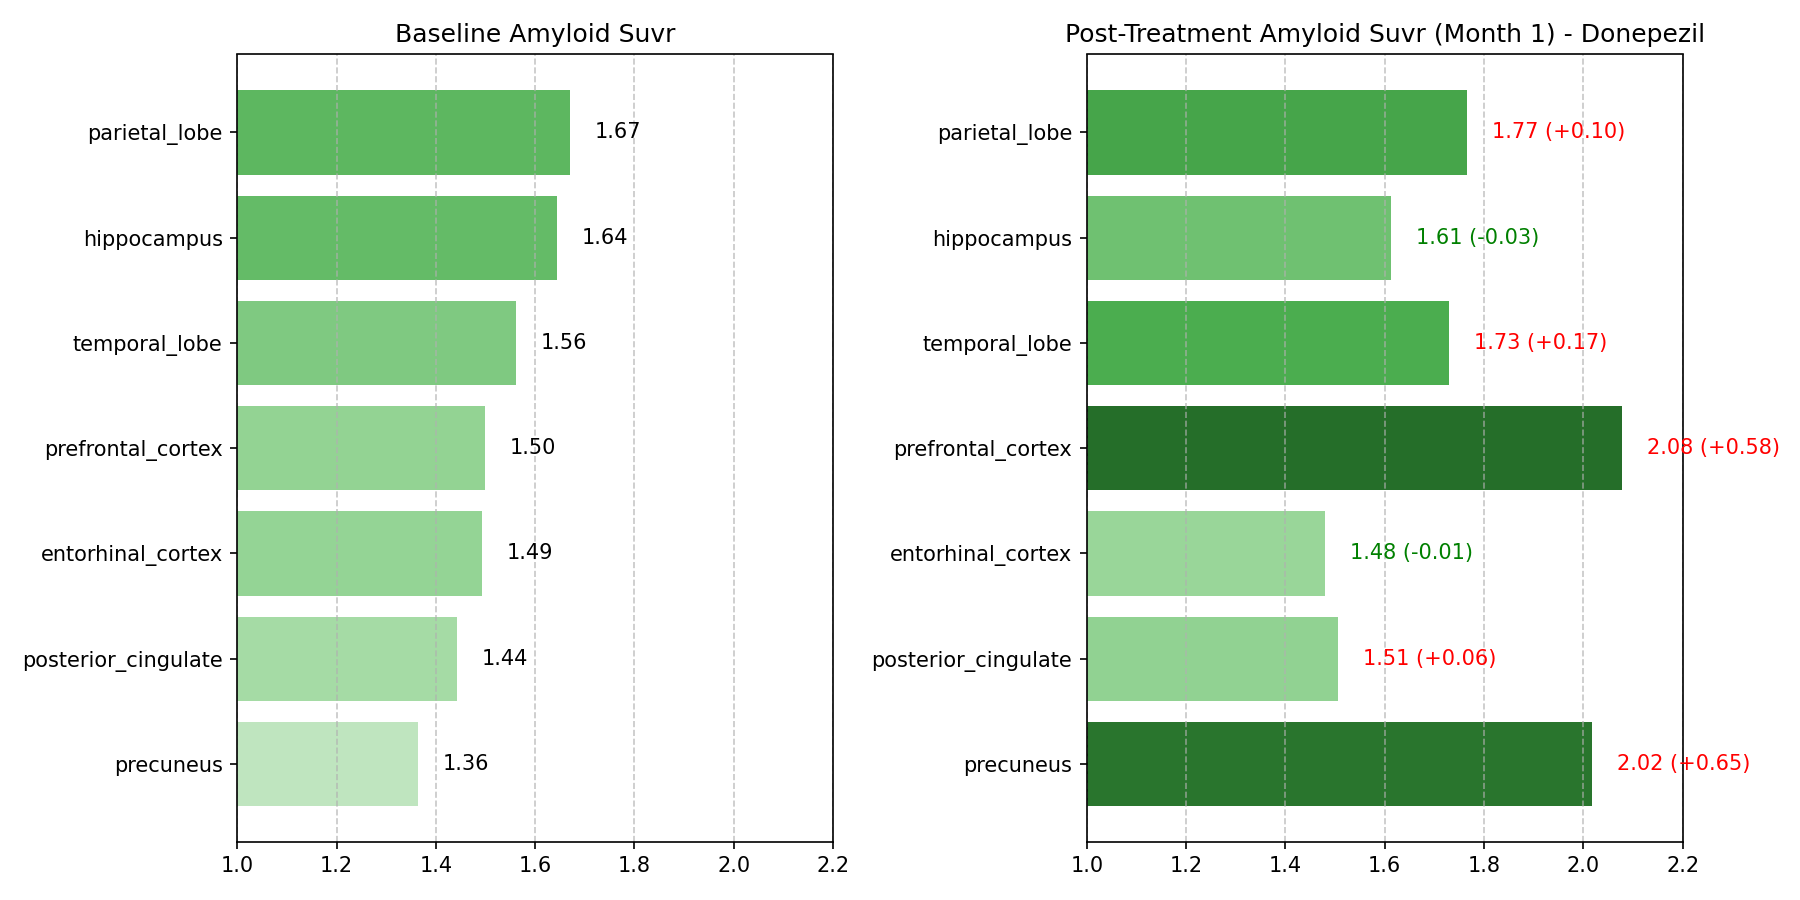 Baseline Amyloid Suvr
parietal_lobe
1.67
hippocampus
1.64
temporal_lobe
1.56
prefrontal_cortex
1.50
entorhinal_cortex
1.49
posterior_cingulate
1.44
precuneus
1.36
1.0 1.2 1.4 1.6 1.8 2.0 2.2
Post-Treatment Amyloid Suvr (Month 1) - Donepezil
parietal_lobe
1.77 (+0.10)
hippocampus
1.61 (-0.03)
temporal_lobe
1.73 (+0.17)
prefrontal_cortex
2.08 (+0.58)
entorhinal_cortex
1.48 (-0.01)
posterior_cingulate
1.51 (+0.06)
precuneus
2.02 (+0.65)
1.0 1.2 1.4 1.6 1.8 2.0 2.2